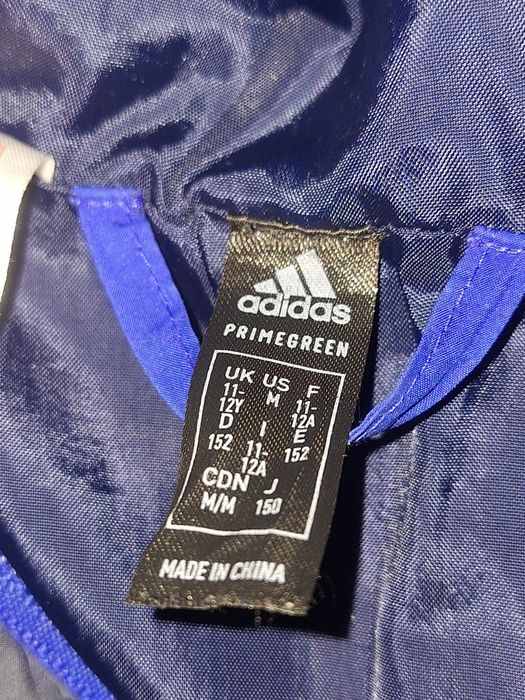 adidas
PRIMEGREEN
UK US F
11-12Y M 11-12A
D I E
152 11-12A 152
CDN J
M/M 150
MADE IN CHINA